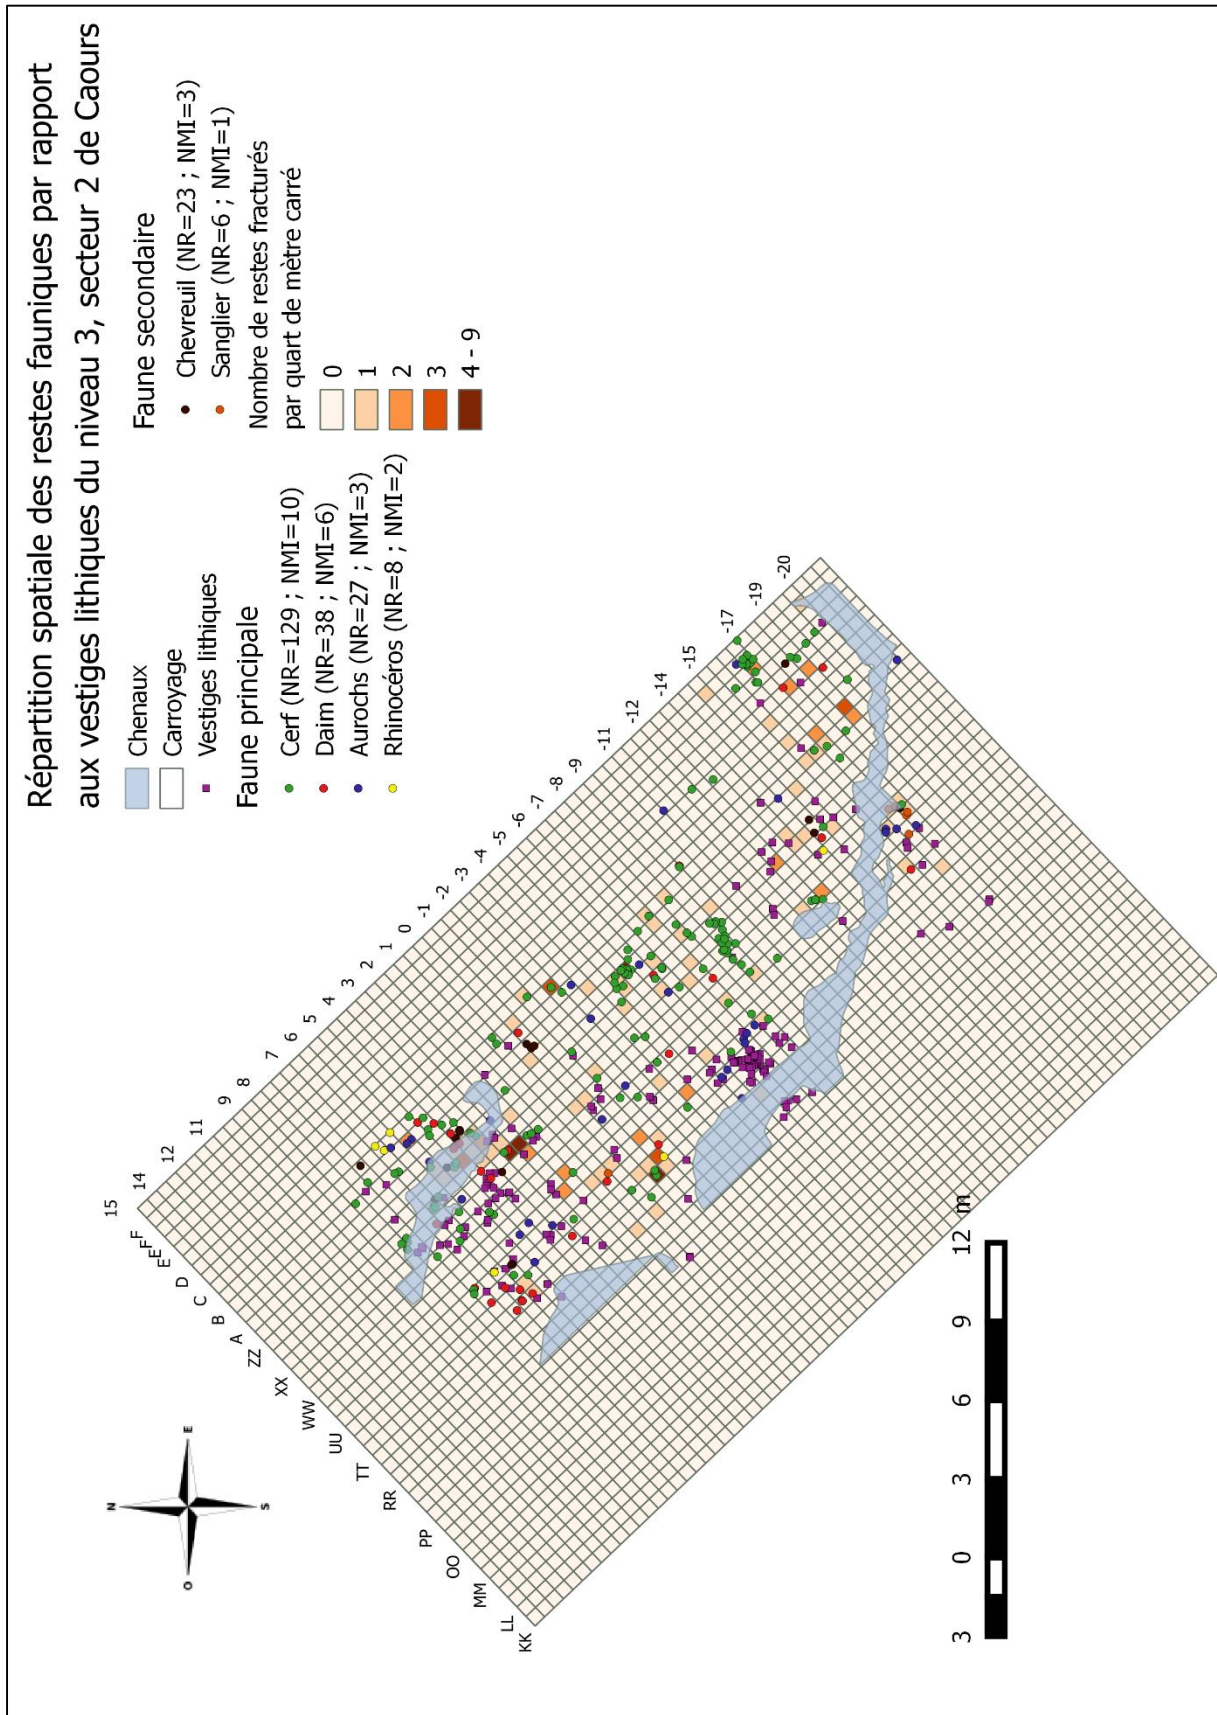 Répartition spatiale des restes fauniques par rapport
aux vestiges lithiques du niveau 3, secteur 2 de Caours
Chenaux
Carroyage
Vestiges lithiques
Faune principale
Cerf (NR=129 ; NMI=10)
Daim (NR=38 ; NMI=6)
Aurochs (NR=27 ; NMI=3)
Rhinocéros (NR=8 ; NMI=2)
Faune secondaire
Chevreuil (NR=23 ; NMI=3)
Sanglier (NR=6 ; NMI=1)
Nombre de restes fracturés
par quart de mètre carré
0
1
2
3
4 - 9
N
E
S
O
15
14
12
11
9
8
7
6
5
4
3
2
1
0
-1
-2
-3
-4
-5
-6
-7
-8
-9
-11
-12
-14
-15
-17
-19
-20
F
F
E
E
D
C
B
A
ZZ
XX
WW
UU
TT
RR
PP
OO
MM
LL
KK
3 0 3 6 9 12 m